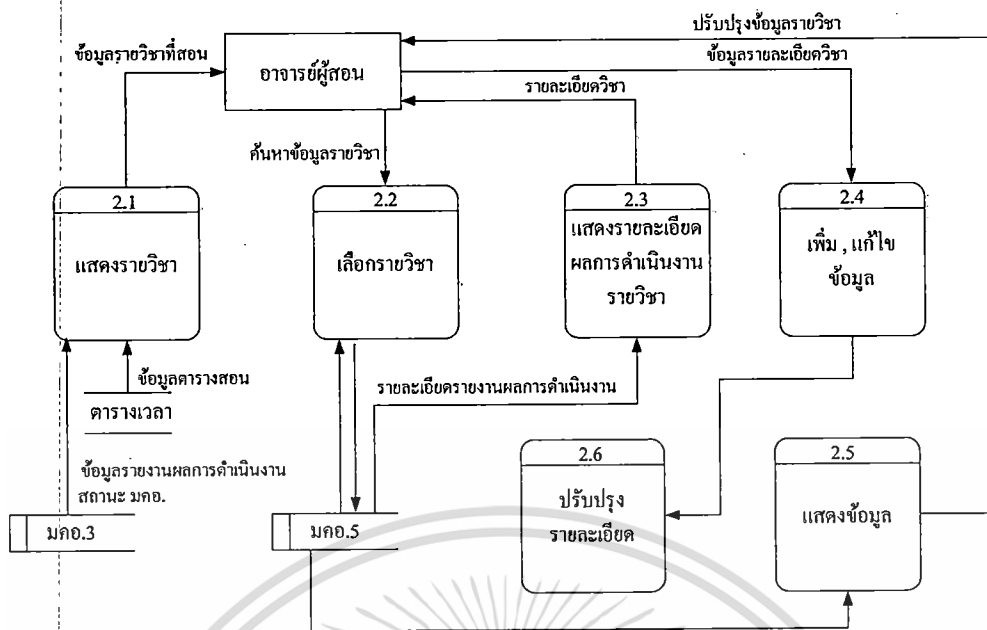 ปรับปรุงข้อมูลรายวิชา
ข้อมูลรายวิชาที่สอน
อาจารย์ผู้สอน
ข้อมูลรายละเอียดวิชา
รายละเอียดวิชา
ค้นหาข้อมูลรายวิชา
2.1
แสดงรายวิชา
2.2
เลือกรายวิชา
2.3
แสดงรายละเอียด
ผลการดำเนินงาน
รายวิชา
2.4
เพิ่ม , แก้ไข
ข้อมูล
ข้อมูลตารางสอน
ตารางเวลา
รายละเอียดรายงานผลการดำเนินงาน
ข้อมูลรายงานผลการดำเนินงาน
สถานะ มคอ.
มคอ.3
มคอ.5
2.6
ปรับปรุง
รายละเอียด
2.5
แสดงข้อมูล